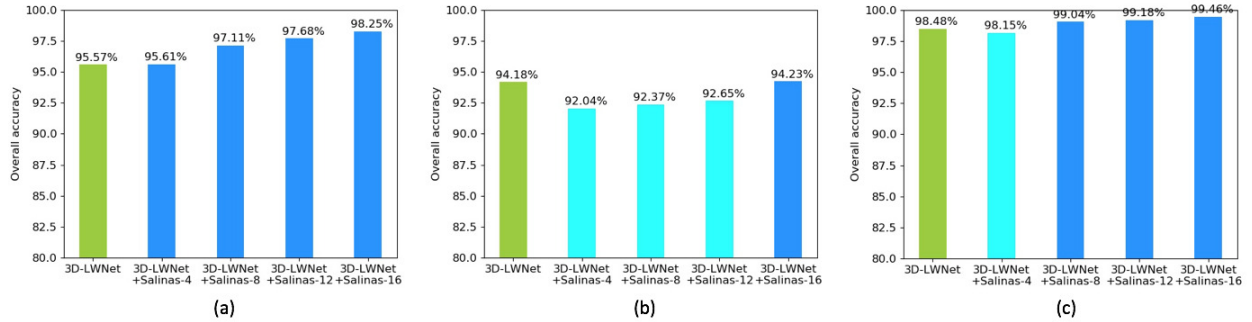 100.0
97.5
95.0
92.5
90.0
87.5
85.0
82.5
80.0
Overall accuracy
95.57%
95.61%
97.11%
97.68%
98.25%
3D-LWNet
3D-LWNet
+Salinas-4
3D-LWNet
+Salinas-8
3D-LWNet
+Salinas-12
3D-LWNet
+Salinas-16
(a)
100.0
97.5
95.0
92.5
90.0
87.5
85.0
82.5
80.0
Overall accuracy
94.18%
92.04%
92.37%
92.65%
94.23%
3D-LWNet
3D-LWNet
+Salinas-4
3D-LWNet
+Salinas-8
3D-LWNet
+Salinas-12
3D-LWNet
+Salinas-16
(b)
100.0
97.5
95.0
92.5
90.0
87.5
85.0
82.5
80.0
Overall accuracy
98.48%
98.15%
99.04%
99.18%
99.46%
3D-LWNet
3D-LWNet
+Salinas-4
3D-LWNet
+Salinas-8
3D-LWNet
+Salinas-12
3D-LWNet
+Salinas-16
(c)